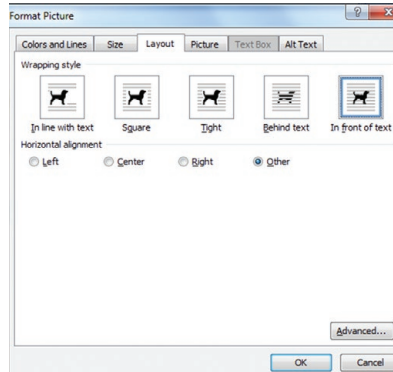 Format Picture
Colors and Lines Size Layout Picture Text Box Alt Text
Wrapping style
In line with text Square Tight Behind text In front of text
Horizontal alignment
Left Center Right Other
Advanced...
OK Cancel